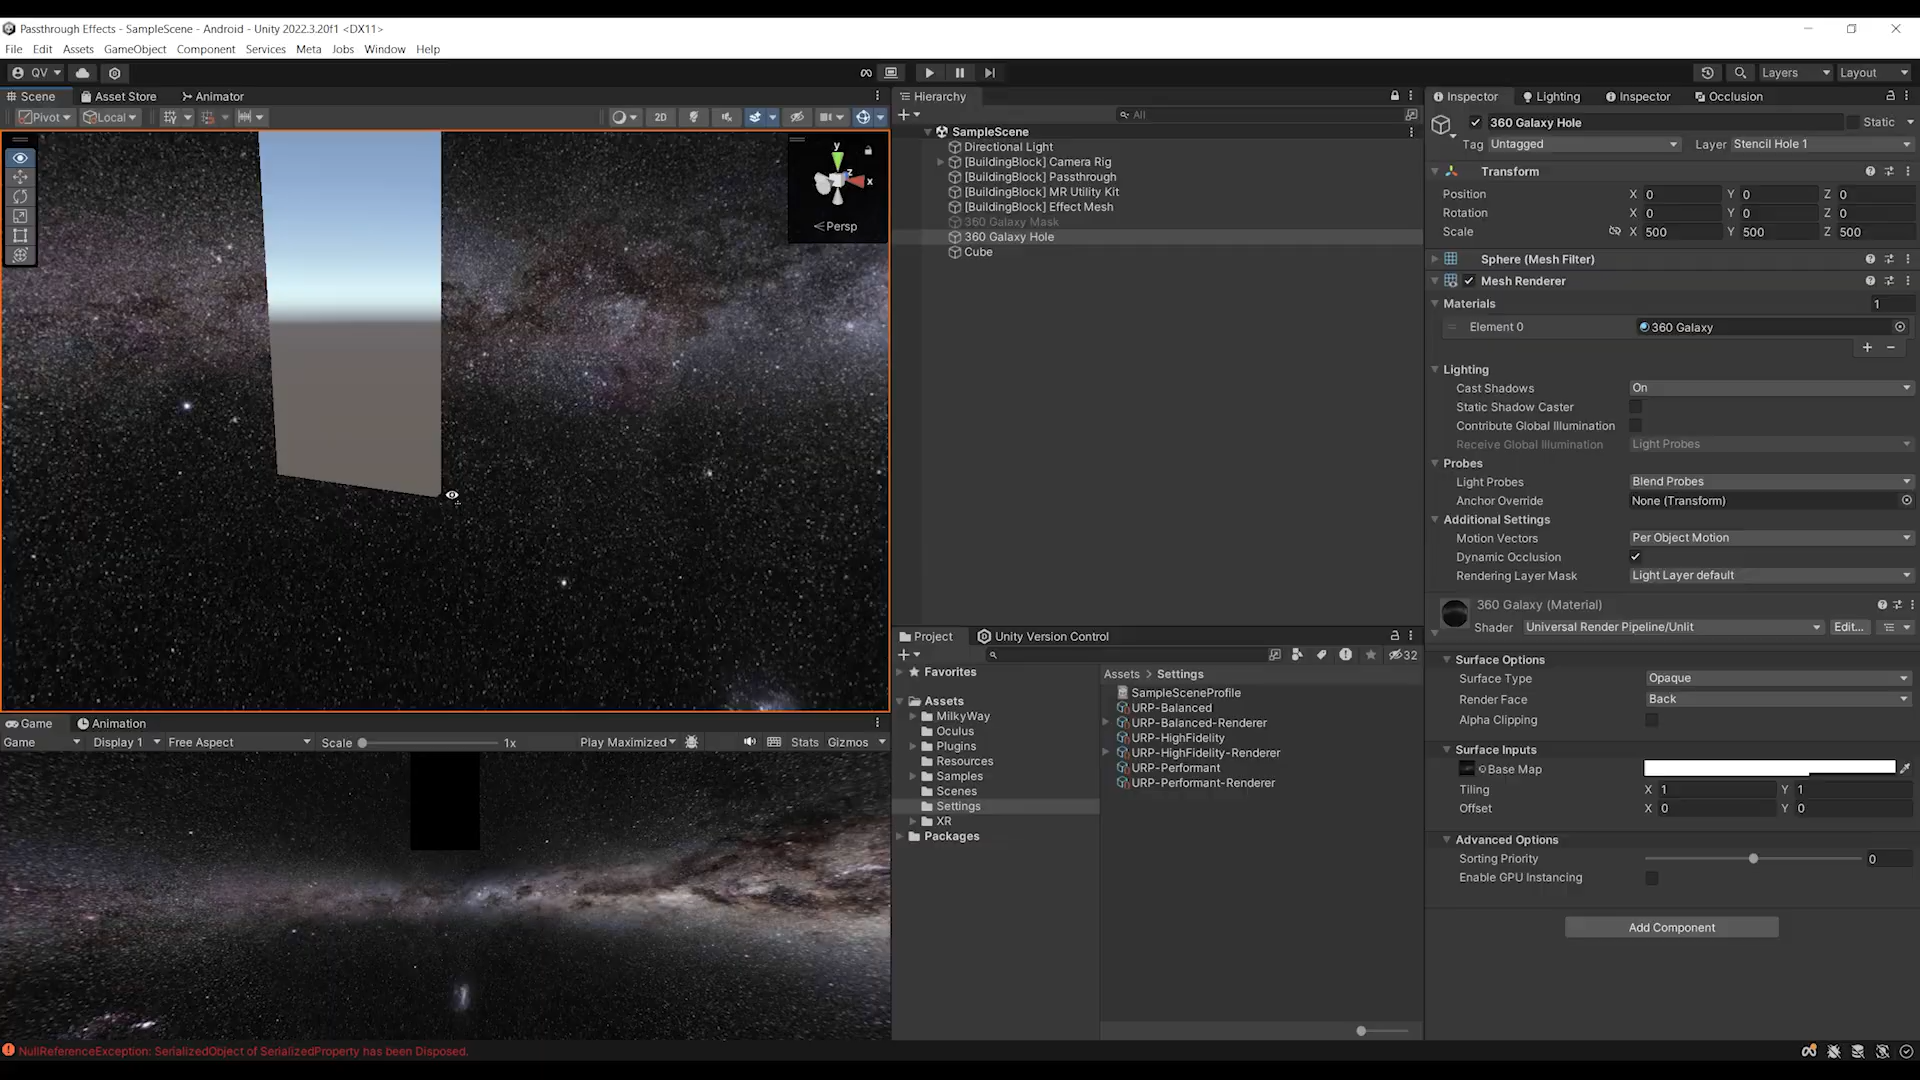 Passthrough Effects - SampleScene - Android - Unity 2022.3.20f1 <DX11>
File Edit Assets GameObject Component Services Meta Jobs Window Help
QV Layers Layout
Scene Asset Store Animator
Pivot Local 2D
y
z
x
Persp
Game Animation
Game Display 1 Free Aspect Scale 1x Play Maximized Stats Gizmos
Hierarchy
All
SampleScene
Directional Light
[BuildingBlock] Camera Rig
[BuildingBlock] Passthrough
[BuildingBlock] MR Utility Kit
[BuildingBlock] Effect Mesh
360 Galaxy Mask
360 Galaxy Hole
Cube
Project Unity Version Control
32
Favorites
Assets
MilkyWay
Oculus
Plugins
Resources
Samples
Scenes
Settings
XR
Packages
Assets > Settings
SampleSceneProfile
URP-Balanced
URP-Balanced-Renderer
URP-HighFidelity
URP-HighFidelity-Renderer
URP-Performant
URP-Performant-Renderer
Inspector Lighting Inspector Occlusion
360 Galaxy Hole Static
Tag Untagged Layer Stencil Hole 1
Transform
Position X 0 Y 0 Z 0
Rotation X 0 Y 0 Z 0
Scale X 500 Y 500 Z 500
Sphere (Mesh Filter)
Mesh Renderer
Materials 1
Element 0 360 Galaxy
Lighting
Cast Shadows On
Static Shadow Caster
Contribute Global Illumination
Receive Global Illumination Light Probes
Probes
Light Probes Blend Probes
Anchor Override None (Transform)
Additional Settings
Motion Vectors Per Object Motion
Dynamic Occlusion
Rendering Layer Mask Light Layer default
360 Galaxy (Material)
Shader Universal Render Pipeline/Unlit Edit...
Surface Options
Surface Type Opaque
Render Face Back
Alpha Clipping
Surface Inputs
Base Map
Tiling X 1 Y 1
Offset X 0 Y 0
Advanced Options
Sorting Priority 0
Enable GPU Instancing
Add Component
NullReferenceException: SerializedObject of SerializedProperty has been Disposed.